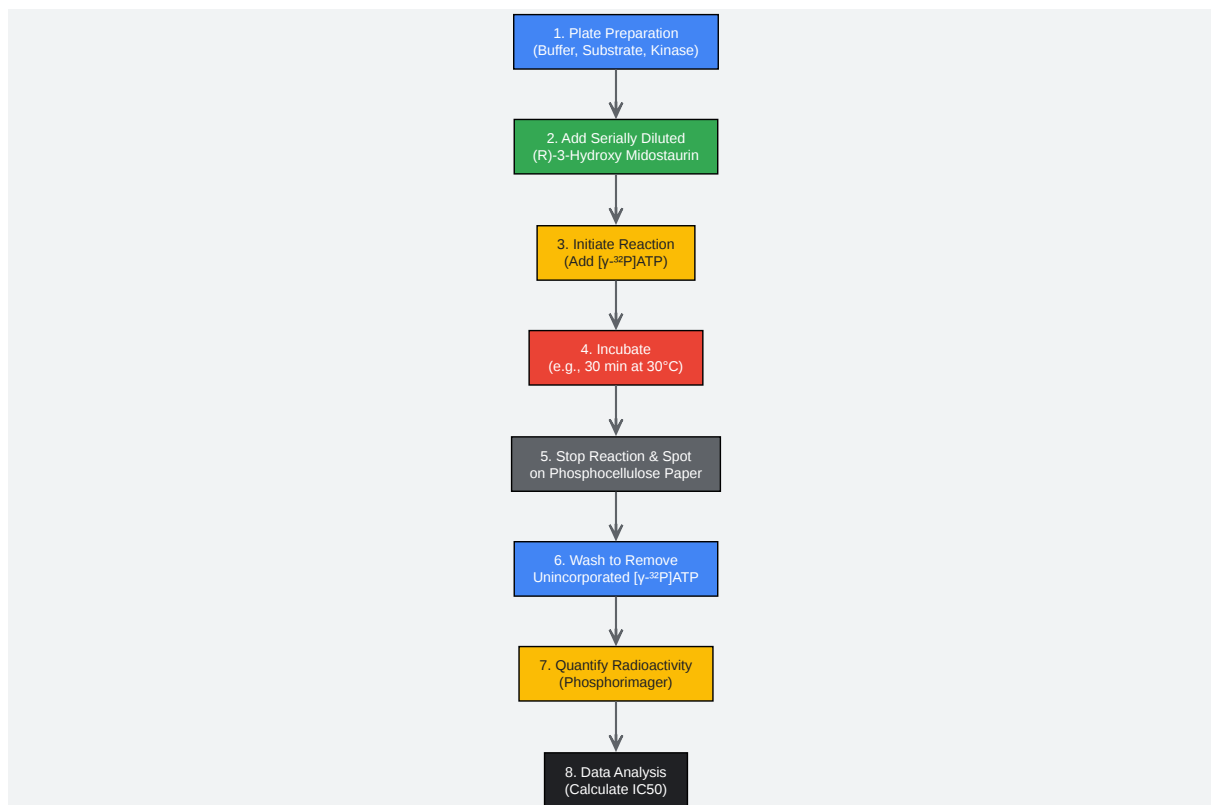 1. Plate Preparation
(Buffer, Substrate, Kinase)
2. Add Serially Diluted
(R)-3-Hydroxy Midostaurin
3. Initiate Reaction
(Add [γ-³²P]ATP)
4. Incubate
(e.g., 30 min at 30°C)
5. Stop Reaction & Spot
on Phosphocellulose Paper
6. Wash to Remove
Unincorporated [γ-³²P]ATP
7. Quantify Radioactivity
(Phosphorimager)
8. Data Analysis
(Calculate IC50)